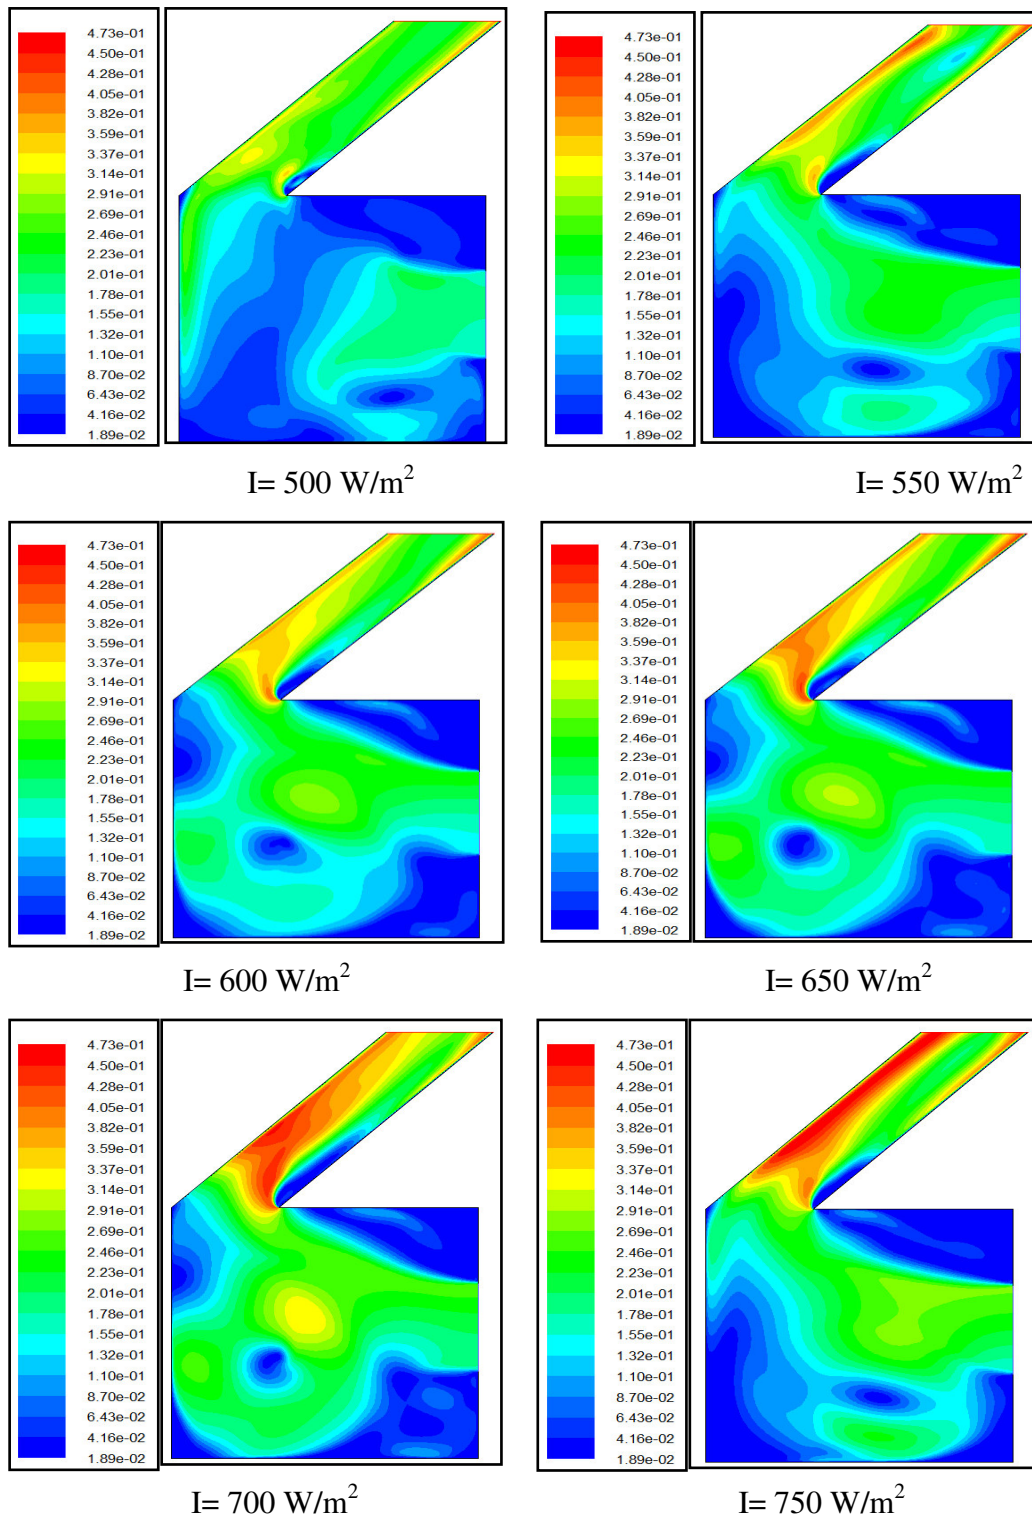 4.73e-01
4.50e-01
4.28e-01
4.05e-01
3.82e-01
3.59e-01
3.37e-01
3.14e-01
2.91e-01
2.69e-01
2.46e-01
2.23e-01
2.01e-01
1.78e-01
1.55e-01
1.32e-01
1.10e-01
8.70e-02
6.43e-02
4.16e-02
1.89e-02
I= 500 W/m²
4.73e-01
4.50e-01
4.28e-01
4.05e-01
3.82e-01
3.59e-01
3.37e-01
3.14e-01
2.91e-01
2.69e-01
2.46e-01
2.23e-01
2.01e-01
1.78e-01
1.55e-01
1.32e-01
1.10e-01
8.70e-02
6.43e-02
4.16e-02
1.89e-02
I= 550 W/m²
4.73e-01
4.50e-01
4.28e-01
4.05e-01
3.82e-01
3.59e-01
3.37e-01
3.14e-01
2.91e-01
2.69e-01
2.46e-01
2.23e-01
2.01e-01
1.78e-01
1.55e-01
1.32e-01
1.10e-01
8.70e-02
6.43e-02
4.16e-02
1.89e-02
I= 600 W/m²
4.73e-01
4.50e-01
4.28e-01
4.05e-01
3.82e-01
3.59e-01
3.37e-01
3.14e-01
2.91e-01
2.69e-01
2.46e-01
2.23e-01
2.01e-01
1.78e-01
1.55e-01
1.32e-01
1.10e-01
8.70e-02
6.43e-02
4.16e-02
1.89e-02
I= 650 W/m²
4.73e-01
4.50e-01
4.28e-01
4.05e-01
3.82e-01
3.59e-01
3.37e-01
3.14e-01
2.91e-01
2.69e-01
2.46e-01
2.23e-01
2.01e-01
1.78e-01
1.55e-01
1.32e-01
1.10e-01
8.70e-02
6.43e-02
4.16e-02
1.89e-02
I= 700 W/m²
4.73e-01
4.50e-01
4.28e-01
4.05e-01
3.82e-01
3.59e-01
3.37e-01
3.14e-01
2.91e-01
2.69e-01
2.46e-01
2.23e-01
2.01e-01
1.78e-01
1.55e-01
1.32e-01
1.10e-01
8.70e-02
6.43e-02
4.16e-02
1.89e-02
I= 750 W/m²